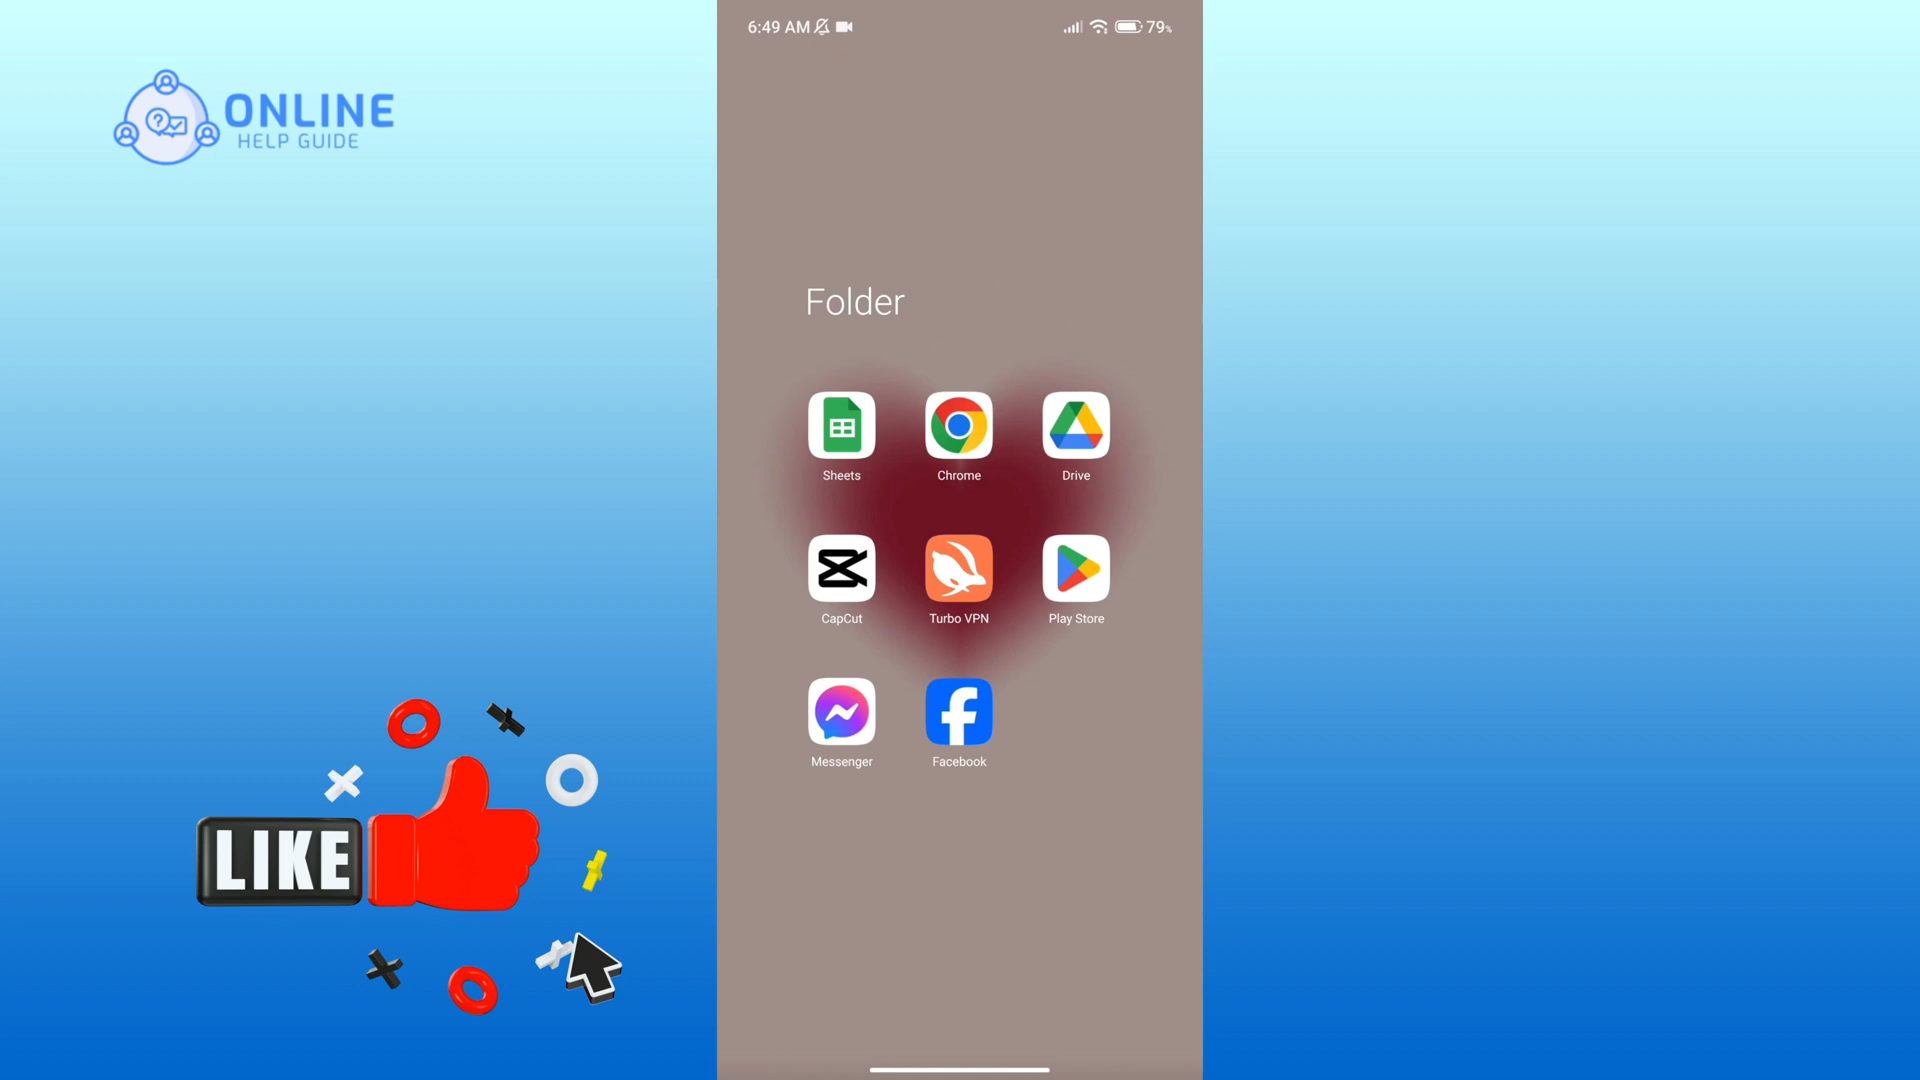 6:49 AM
79%
ONLINE
HELP GUIDE
Folder
Sheets
Chrome
Drive
CapCut
Turbo VPN
Play Store
Messenger
Facebook
LIKE